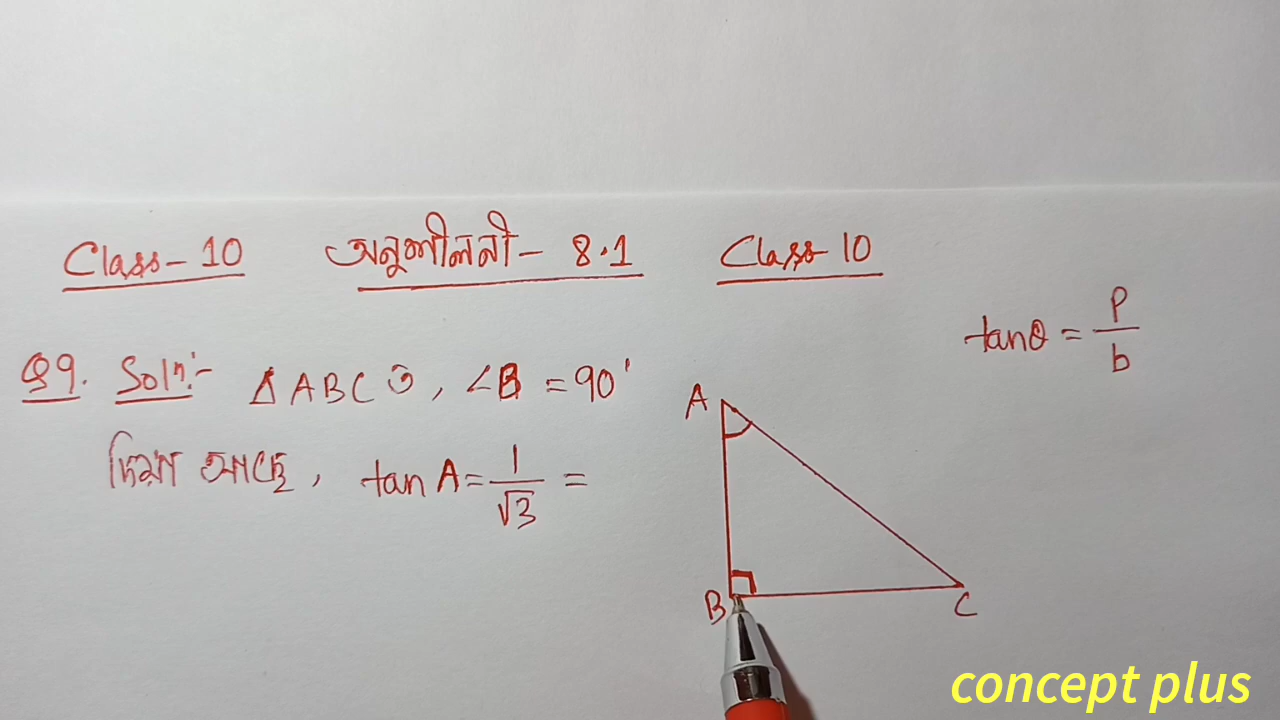 Class-10 অনুশীলনী- 8.1 Class-10
tanθ = P/b
Q9. Soln:- ΔABC ত, ∠B = 90°
দিয়া আছে, tan A = 1/√3 =
A
B
C
concept plus